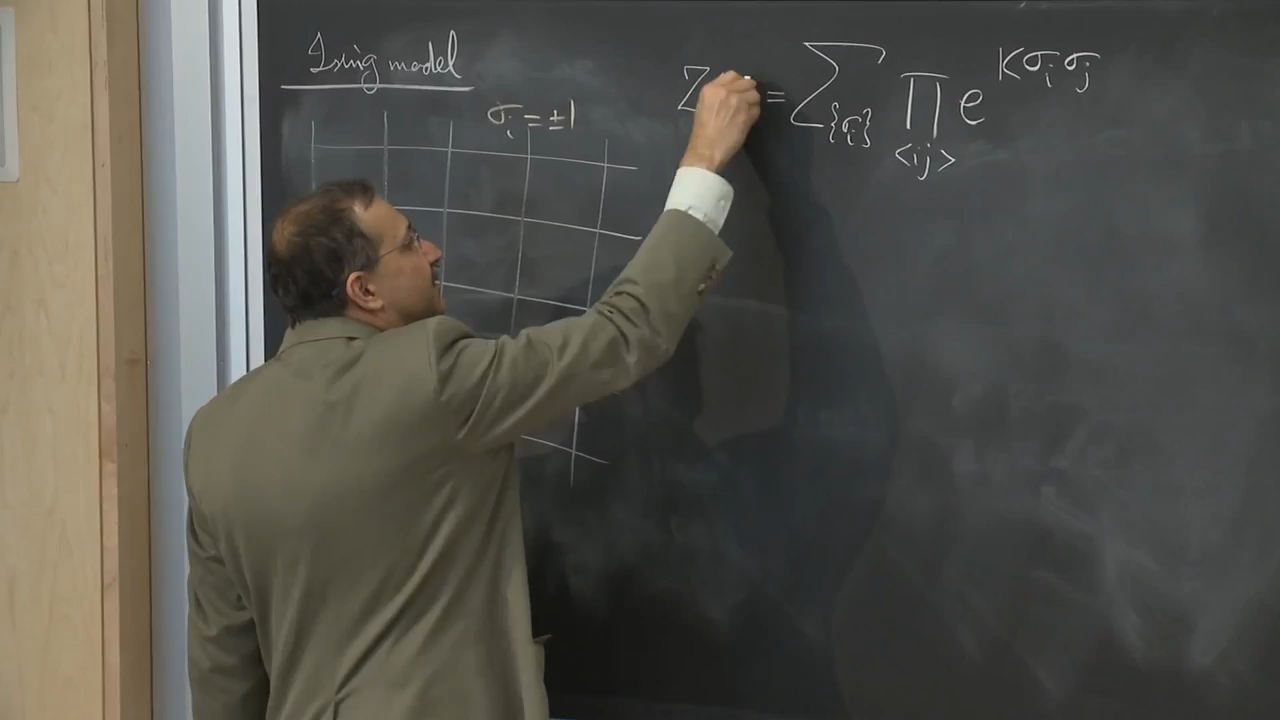 Ising model
σᵢ = ±1
Z = ∑_{σᵢ} ∏_<ij> e^{Kσᵢσⱼ}